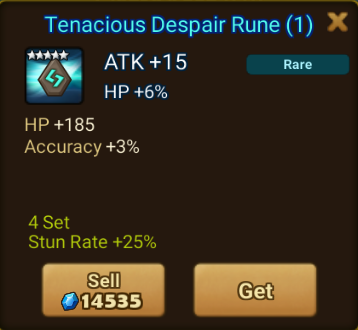 Tenacious Despair Rune (1)
ATK +15
Rare
HP +6%
HP +185
Accuracy +3%
4 Set
Stun Rate +25%
Sell
14535
Get